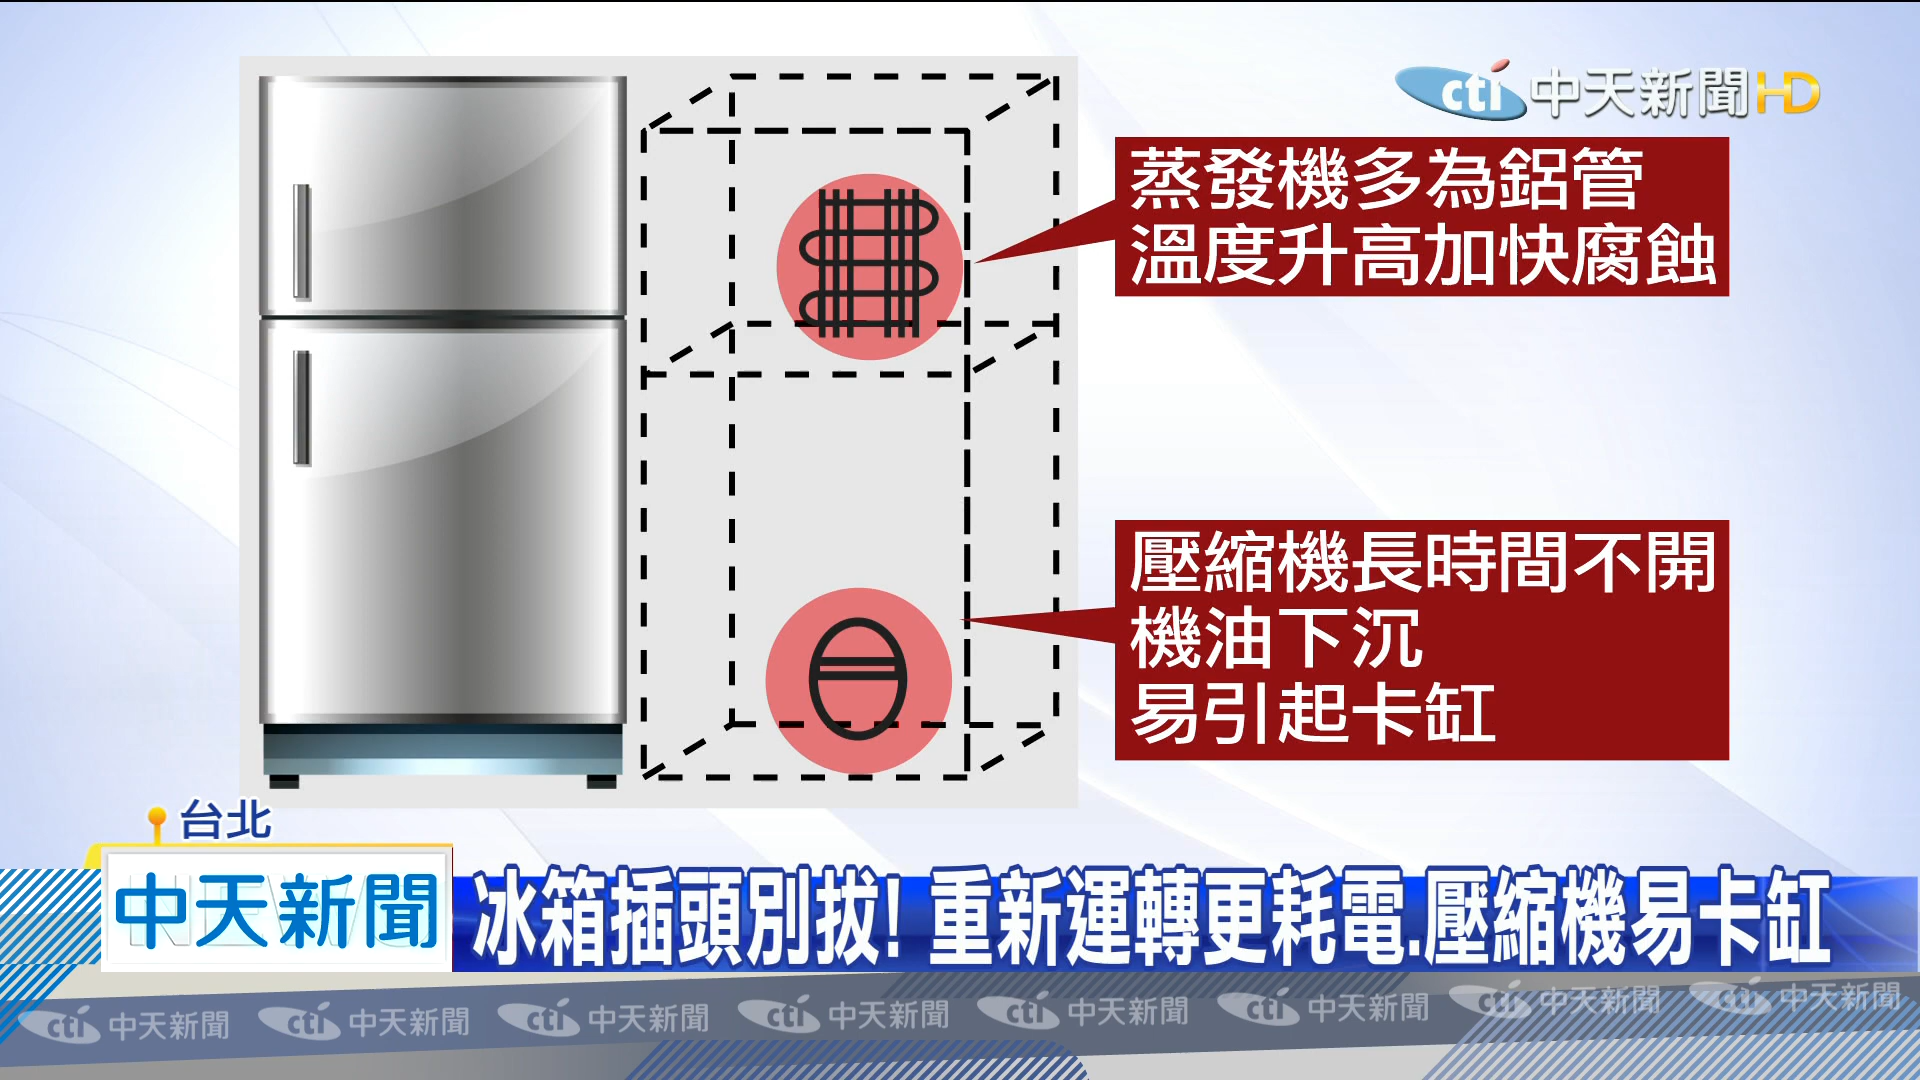 cti 中天新聞HD
蒸發機多為鋁管
溫度升高加快腐蝕
壓縮機長時間不開
機油下沉
易引起卡缸
台北
中天新聞
冰箱插頭別拔! 重新運轉更耗電.壓縮機易卡缸
cti 中天新聞 cti 中天新聞 cti 中天新聞 cti 中天新聞 cti 中天新聞 cti 中天新聞 cti 中天新聞 cti 中天新聞